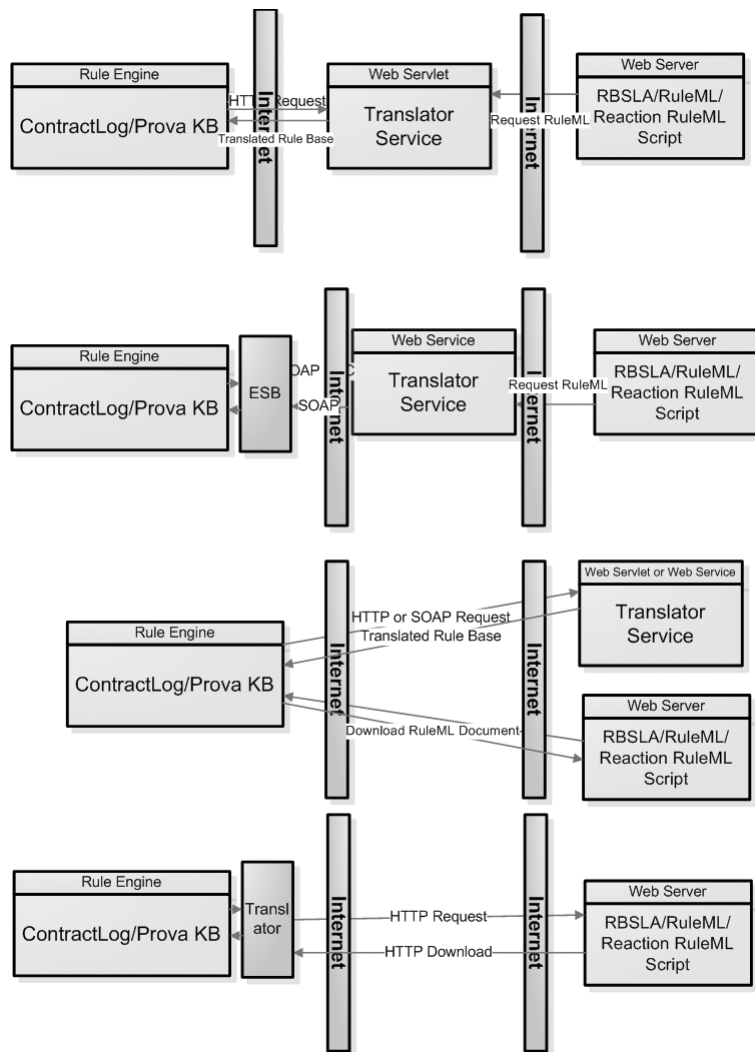 Rule Engine
ContractLog/Prova KB
Internet
Request
Translated Rule Base
Web Servlet
Translator
Service
Internet
Request RuleML
Web Server
RBSLA/RuleML/
Reaction RuleML
Script
Rule Engine
ContractLog/Prova KB
ESB
SOAP
Internet
Web Service
Translator
Service
Internet
Request RuleML
Web Server
RBSLA/RuleML/
Reaction RuleML
Script
Rule Engine
ContractLog/Prova KB
Internet
HTTP or SOAP Request
Translated Rule Base
Download RuleML Document
Internet
Web Servlet or Web Service
Translator
Service
Web Server
RBSLA/RuleML/
Reaction RuleML
Script
Rule Engine
ContractLog/Prova KB
Transl
ator
Internet
HTTP Request
HTTP Download
Internet
Web Server
RBSLA/RuleML/
Reaction RuleML
Script